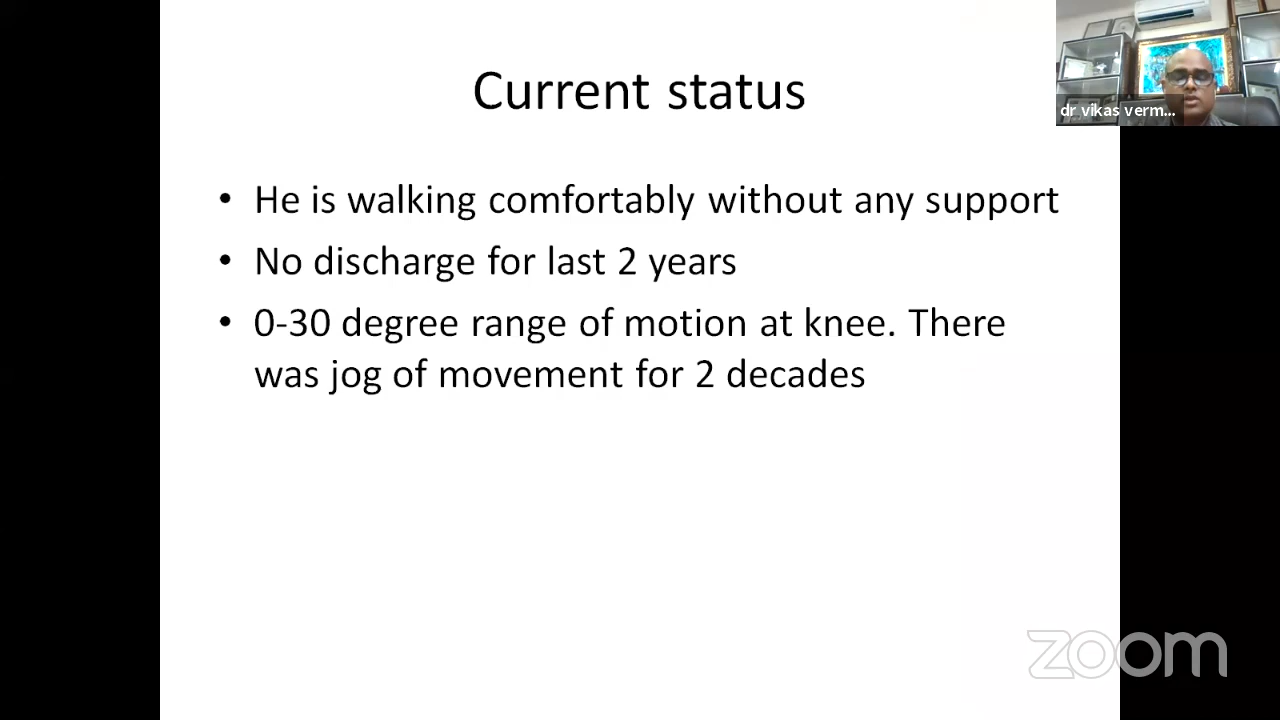 Current status
dr vikas verm...
• He is walking comfortably without any support
• No discharge for last 2 years
• 0-30 degree range of motion at knee. There
was jog of movement for 2 decades
zoom